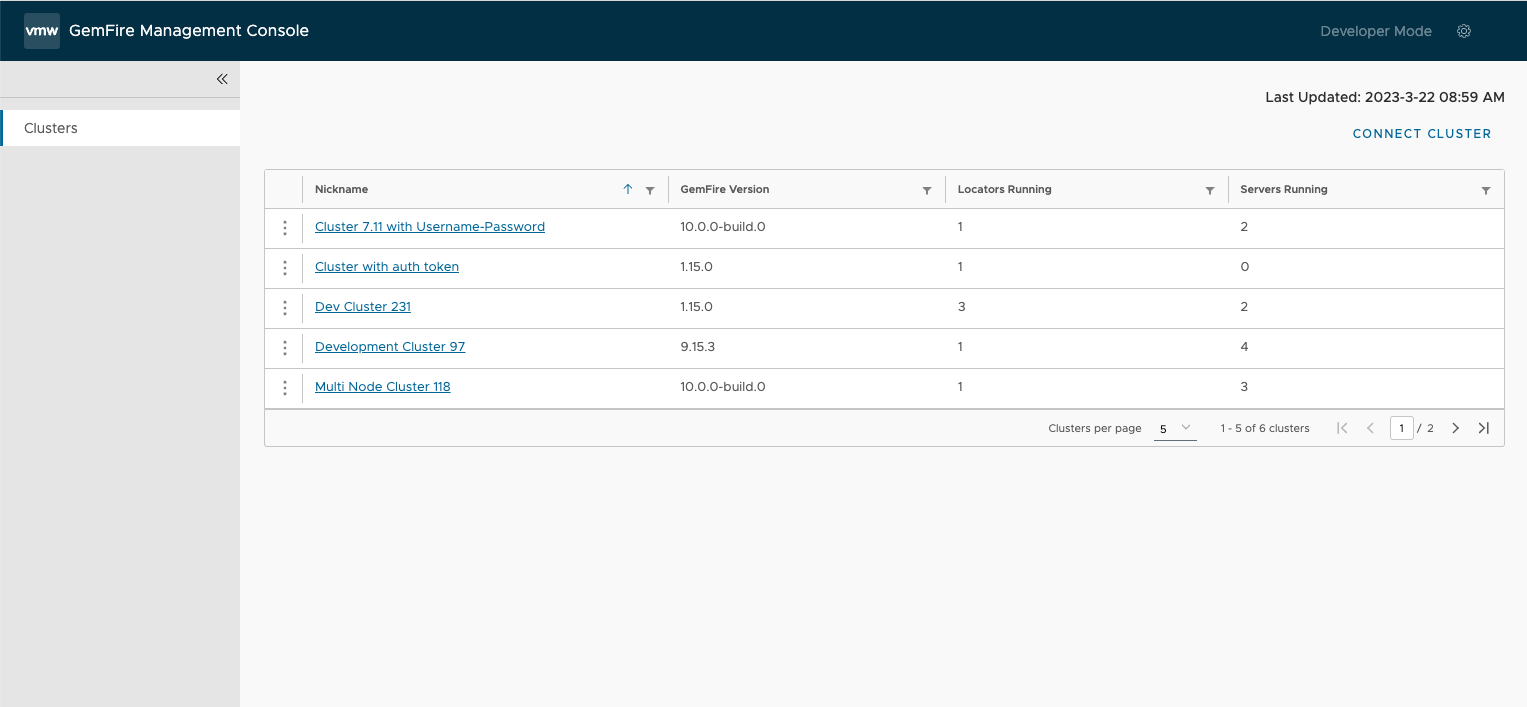 vmw GemFire Management Console Developer Mode
Clusters
Last Updated: 2023-3-22 08:59 AM
CONNECT CLUSTER
Nickname GemFire Version Locators Running Servers Running
Cluster 7.11 with Username-Password 10.0.0-build.0 1 2
Cluster with auth token 1.15.0 1 0
Dev Cluster 231 1.15.0 3 2
Development Cluster 97 9.15.3 1 4
Multi Node Cluster 118 10.0.0-build.0 1 3
Clusters per page 5 1 - 5 of 6 clusters 1 / 2